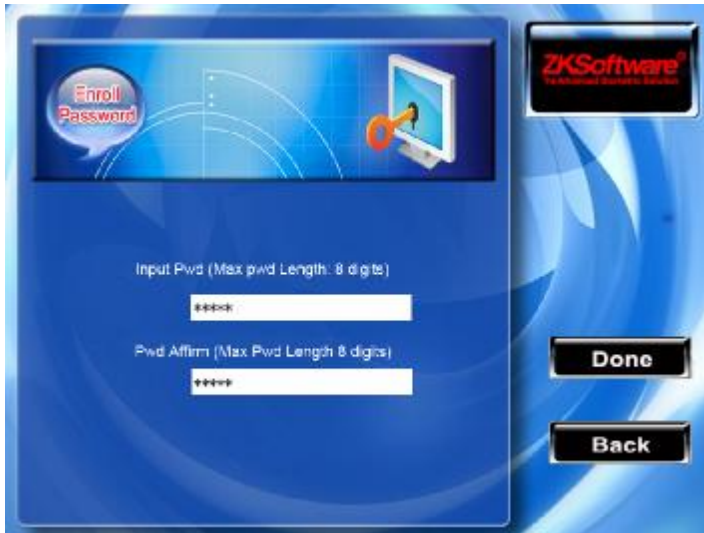 Enroll
Password
ZKSoftware®
Input Pwd (Max pwd Length: 8 digits)
*****
Pwd Affirm (Max Pwd Length 8 digits)
*****
Done
Back